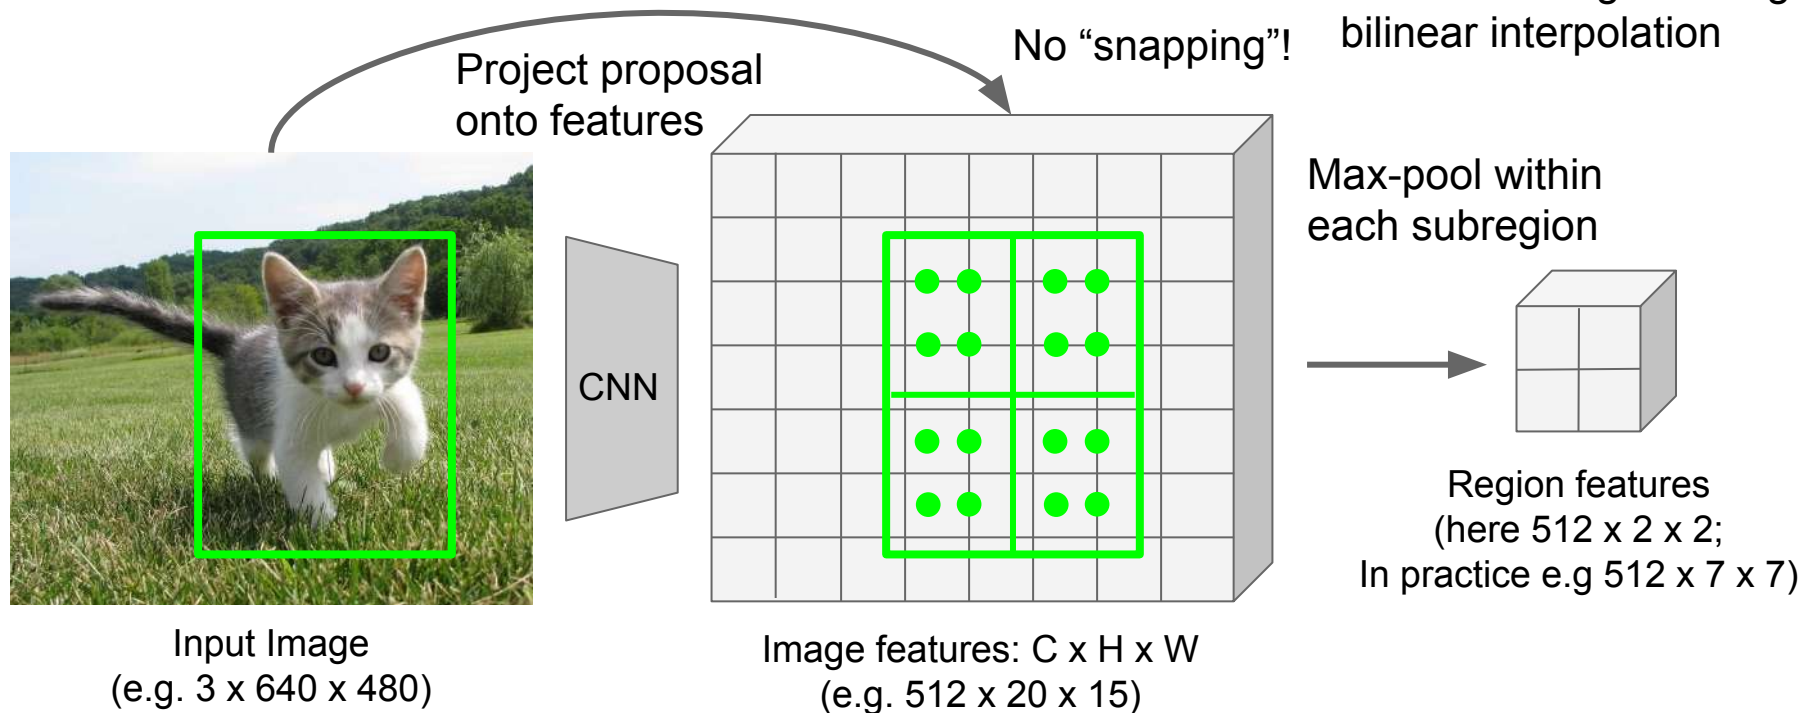 bilinear interpolation
No “snapping”!
Project proposal
onto features
Max-pool within
each subregion
CNN
Region features
(here 512 x 2 x 2;
In practice e.g 512 x 7 x 7)
Input Image
(e.g. 3 x 640 x 480)
Image features: C x H x W
(e.g. 512 x 20 x 15)